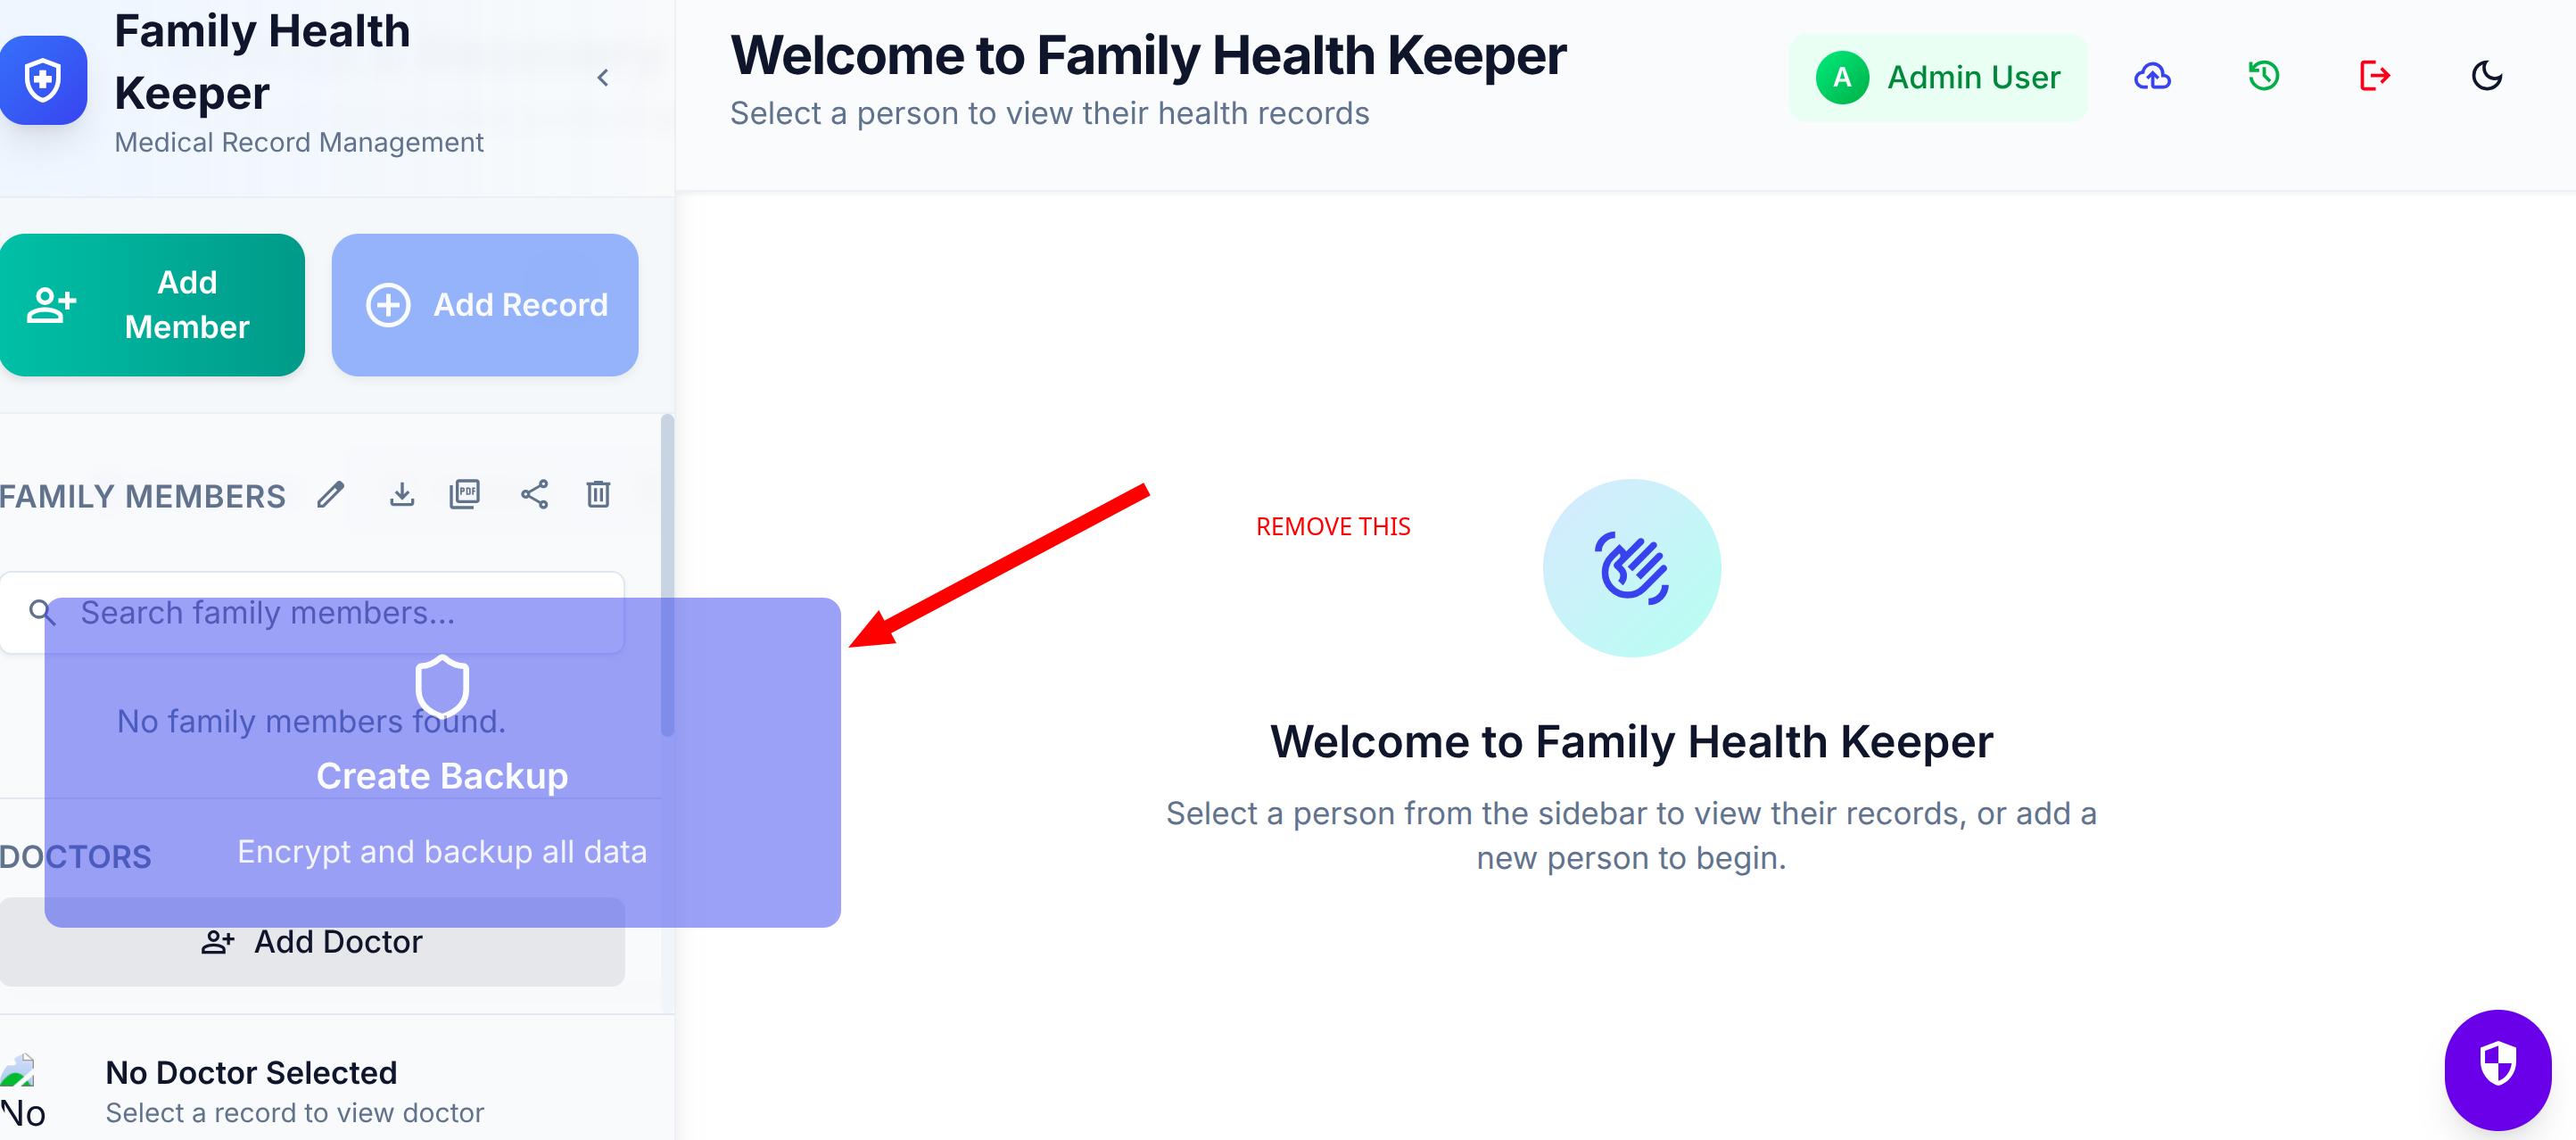 Family Health
Keeper
Medical Record Management
Welcome to Family Health Keeper
Select a person to view their health records
A
Admin User
Add
Member
Add Record
FAMILY MEMBERS
PDF
Search family members...
No family members found.
Create Backup
Encrypt and backup all data
DOCTORS
Add Doctor
No Doctor Selected
Select a record to view doctor
No
REMOVE THIS
Welcome to Family Health Keeper
Select a person from the sidebar to view their records, or add a
new person to begin.